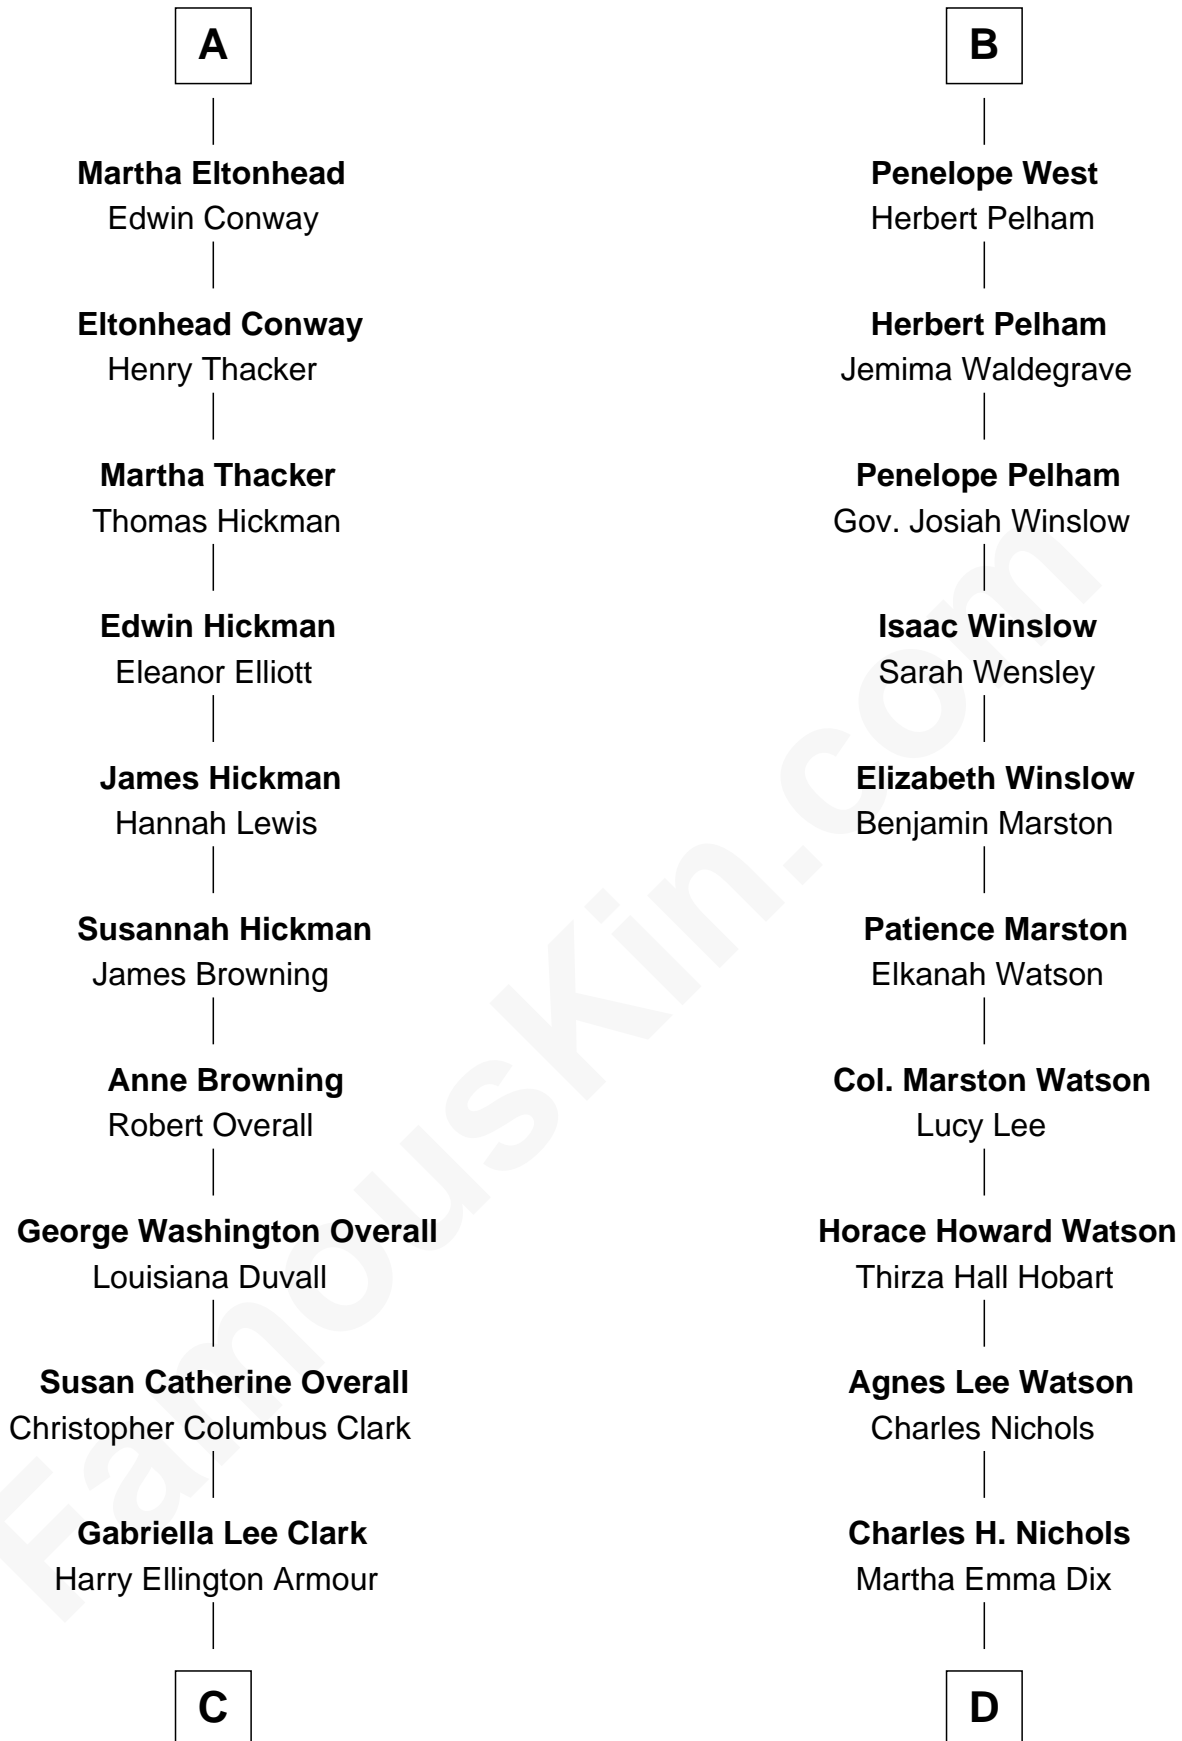 A
Martha Eltonhead
Edwin Conway
Eltonhead Conway
Henry Thacker
Martha Thacker
Thomas Hickman
Edwin Hickman
Eleanor Elliott
James Hickman
Hannah Lewis
Susannah Hickman
James Browning
Anne Browning
Robert Overall
George Washington Overall
Louisiana Duvall
Susan Catherine Overall
Christopher Columbus Clark
Gabriella Lee Clark
Harry Ellington Armour
C
B
Penelope West
Herbert Pelham
Herbert Pelham
Jemima Waldegrave
Penelope Pelham
Gov. Josiah Winslow
Isaac Winslow
Sarah Wensley
Elizabeth Winslow
Benjamin Marston
Patience Marston
Elkanah Watson
Col. Marston Watson
Lucy Lee
Horace Howard Watson
Thirza Hall Hobart
Agnes Lee Watson
Charles Nichols
Charles H. Nichols
Martha Emma Dix
D
FamousKin.com